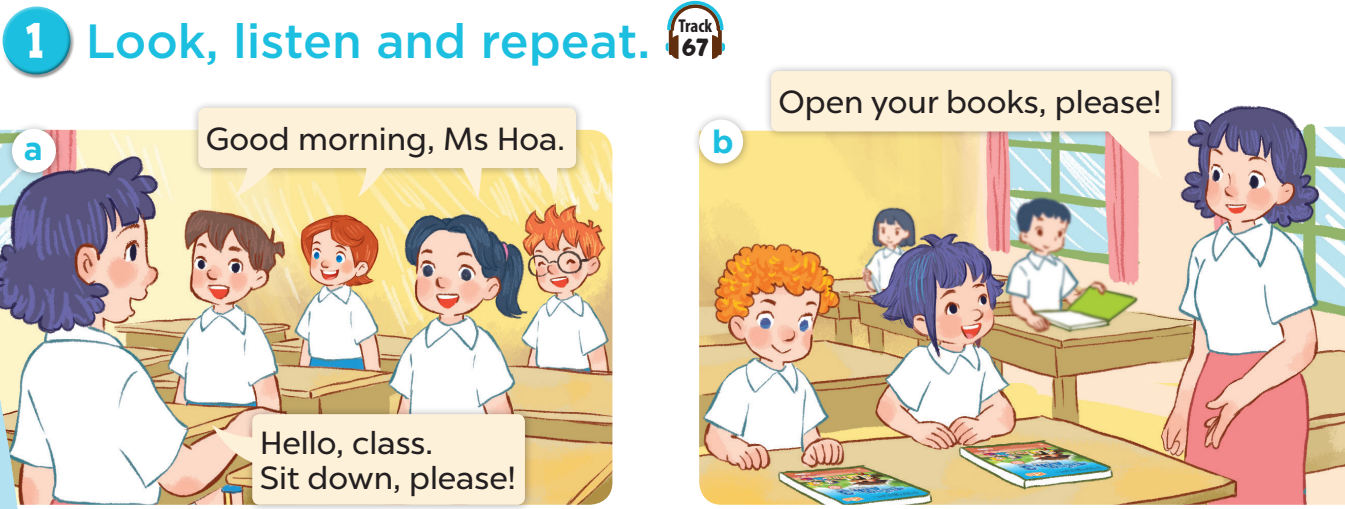 1 Look, listen and repeat.
Track
67
a
Good morning, Ms Hoa.
Hello, class.
Sit down, please!
b
Open your books, please!